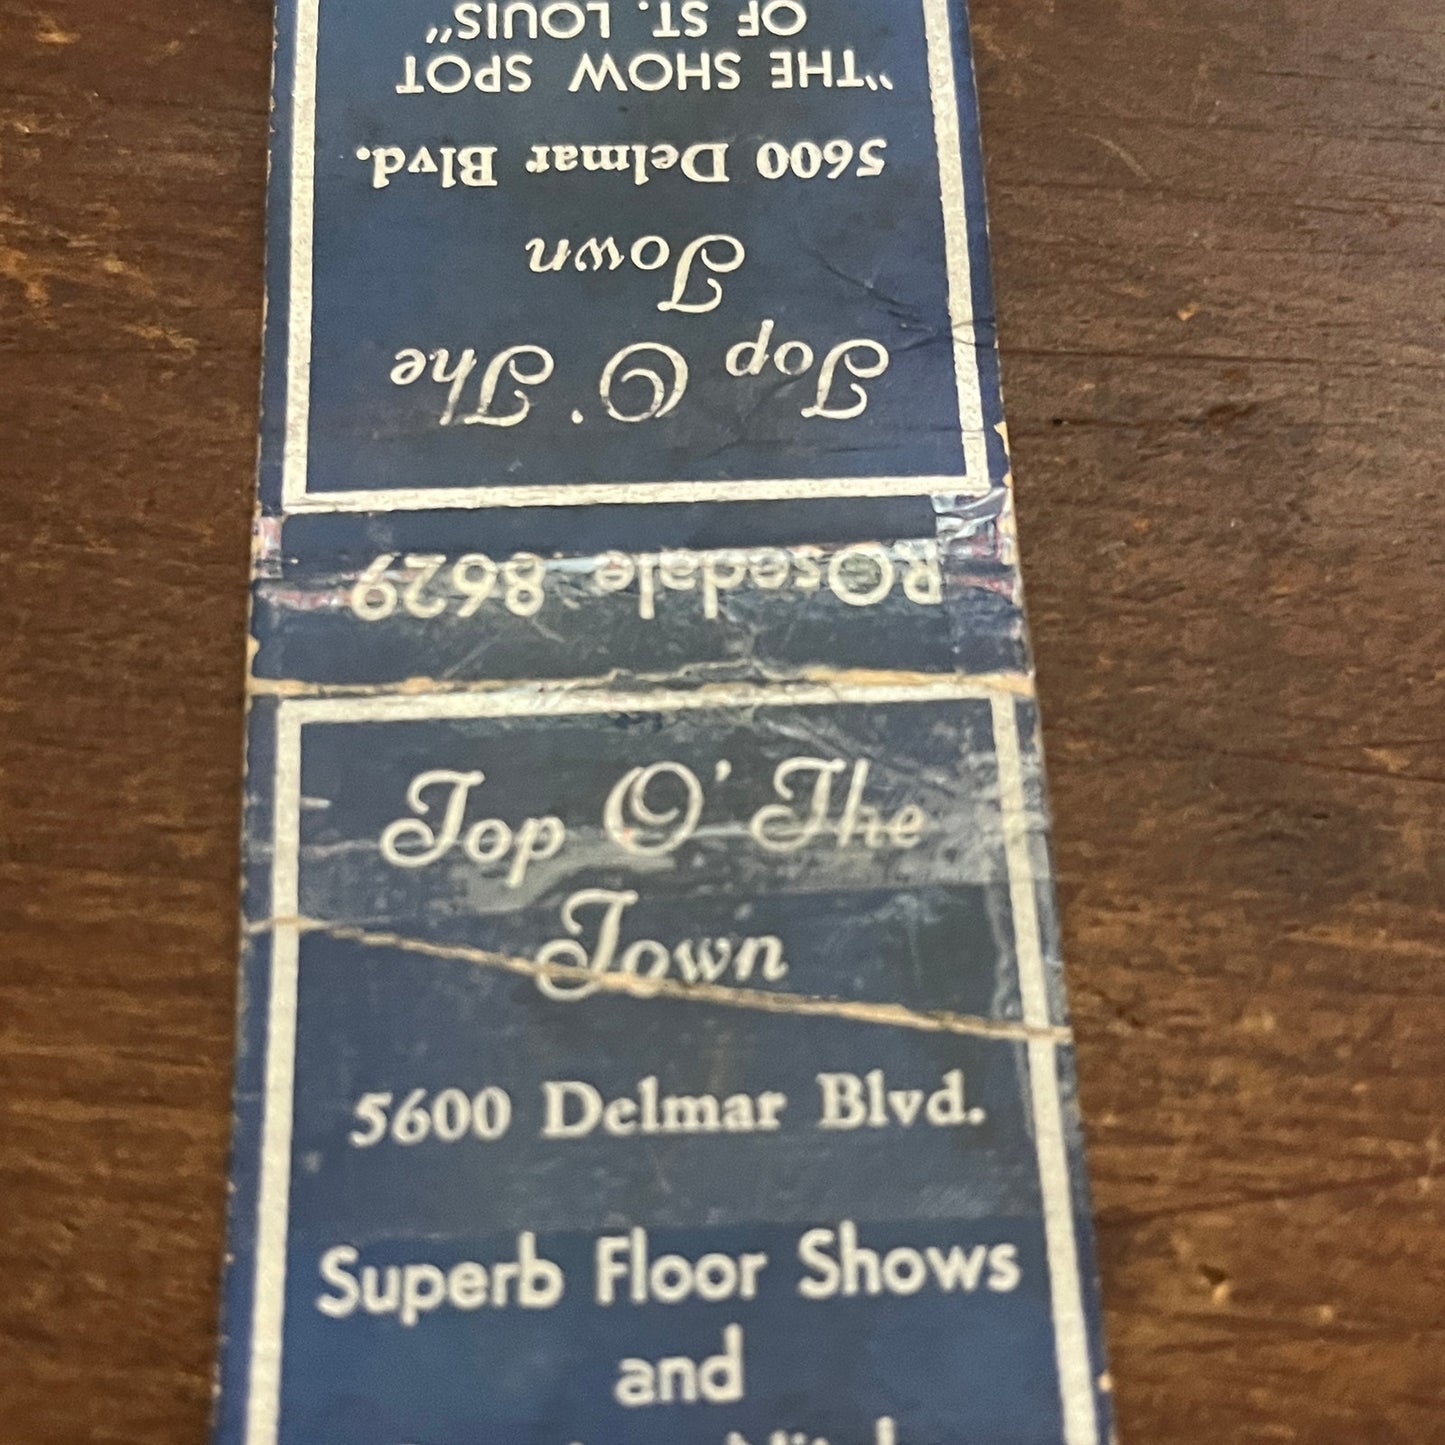 Top O' The
Town
5600 Delmar Blvd.
"THE SHOW SPOT
OF ST. LOUIS"
ROsedale 8629
Top O' The
Town
5600 Delmar Blvd.
Superb Floor Shows
and